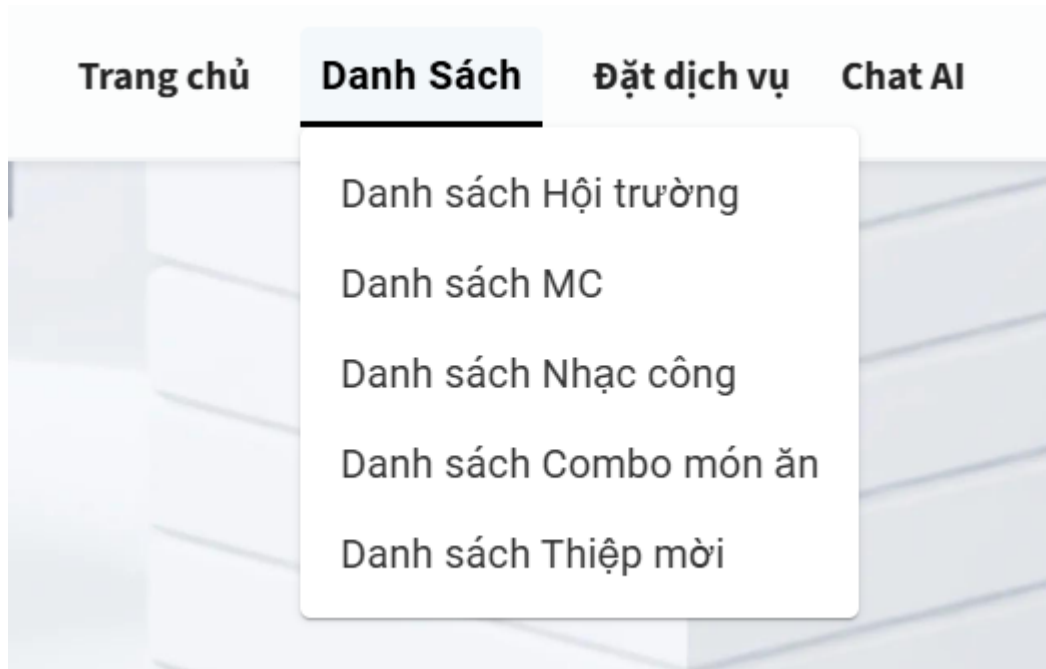 Trang chủ Danh Sách Đặt dịch vụ Chat AI
Danh sách Hội trường
Danh sách MC
Danh sách Nhạc công
Danh sách Combo món ăn
Danh sách Thiệp mời